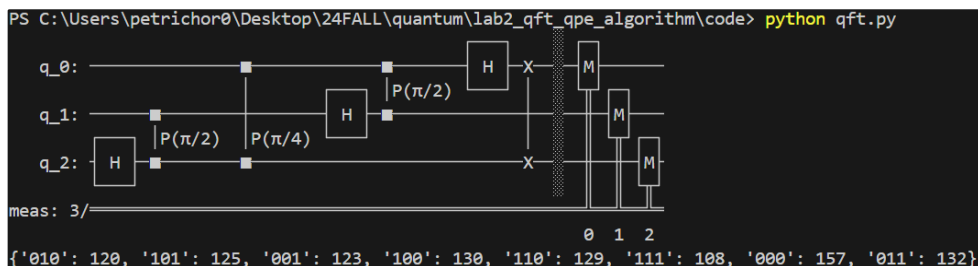 PS C:\Users\petrichor0\Desktop\24FALL\quantum\lab2_qft_qpe_algorithm\code> python qft.py
q_0: H X M
P(π/2)
q_1: H M
P(π/2) P(π/4)
q_2: H X M
meas: 3/
0 1 2
{'010': 120, '101': 125, '001': 123, '100': 130, '110': 129, '111': 108, '000': 157, '011': 132}